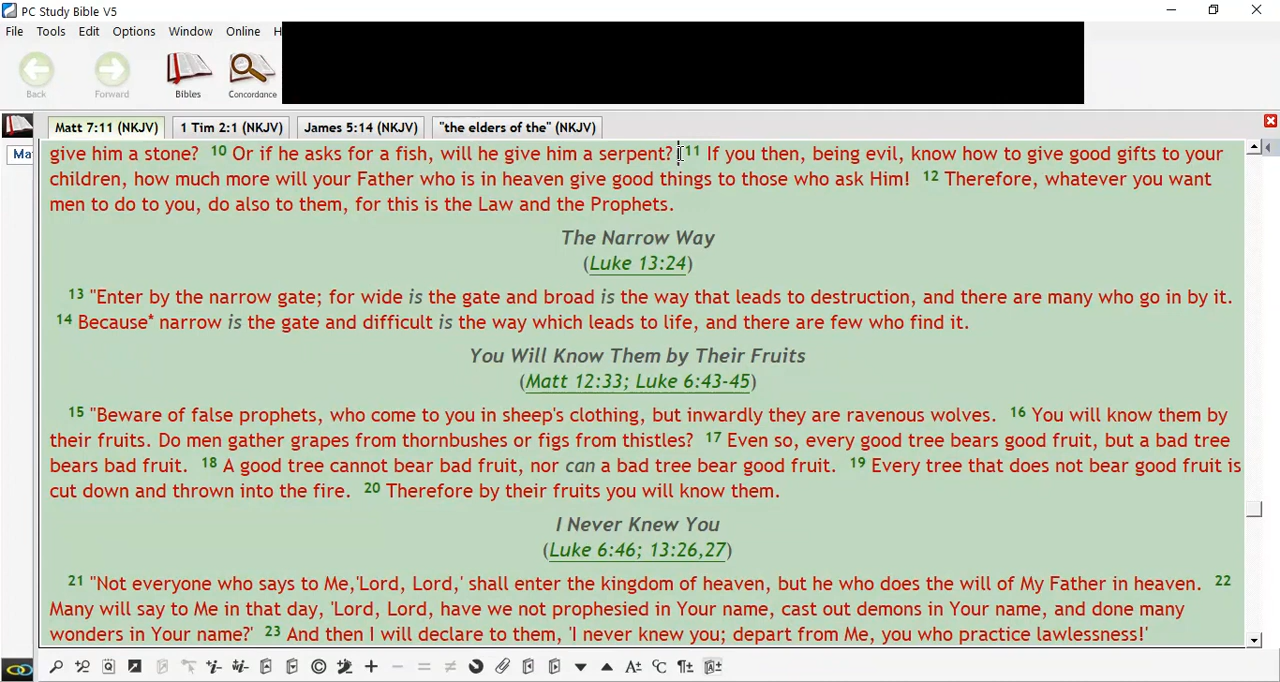 PC Study Bible V5
File Tools Edit Options Window Online H
Back Forward Bibles Concordance
Matt 7:11 (NKJV) 1 Tim 2:1 (NKJV) James 5:14 (NKJV) "the elders of the" (NKJV)
Ma
give him a stone? 10 Or if he asks for a fish, will he give him a serpent? 11 If you then, being evil, know how to give good gifts to your
children, how much more will your Father who is in heaven give good things to those who ask Him! 12 Therefore, whatever you want
men to do to you, do also to them, for this is the Law and the Prophets.
The Narrow Way
(Luke 13:24)
13 "Enter by the narrow gate; for wide is the gate and broad is the way that leads to destruction, and there are many who go in by it.
14 Because* narrow is the gate and difficult is the way which leads to life, and there are few who find it.
You Will Know Them by Their Fruits
(Matt 12:33; Luke 6:43-45)
15 "Beware of false prophets, who come to you in sheep's clothing, but inwardly they are ravenous wolves. 16 You will know them by
their fruits. Do men gather grapes from thornbushes or figs from thistles? 17 Even so, every good tree bears good fruit, but a bad tree
bears bad fruit. 18 A good tree cannot bear bad fruit, nor can a bad tree bear good fruit. 19 Every tree that does not bear good fruit is
cut down and thrown into the fire. 20 Therefore by their fruits you will know them.
I Never Knew You
(Luke 6:46; 13:26,27)
21 "Not everyone who says to Me,'Lord, Lord,' shall enter the kingdom of heaven, but he who does the will of My Father in heaven. 22
Many will say to Me in that day, 'Lord, Lord, have we not prophesied in Your name, cast out demons in Your name, and done many
wonders in Your name?' 23 And then I will declare to them, 'I never knew you; depart from Me, you who practice lawlessness!'